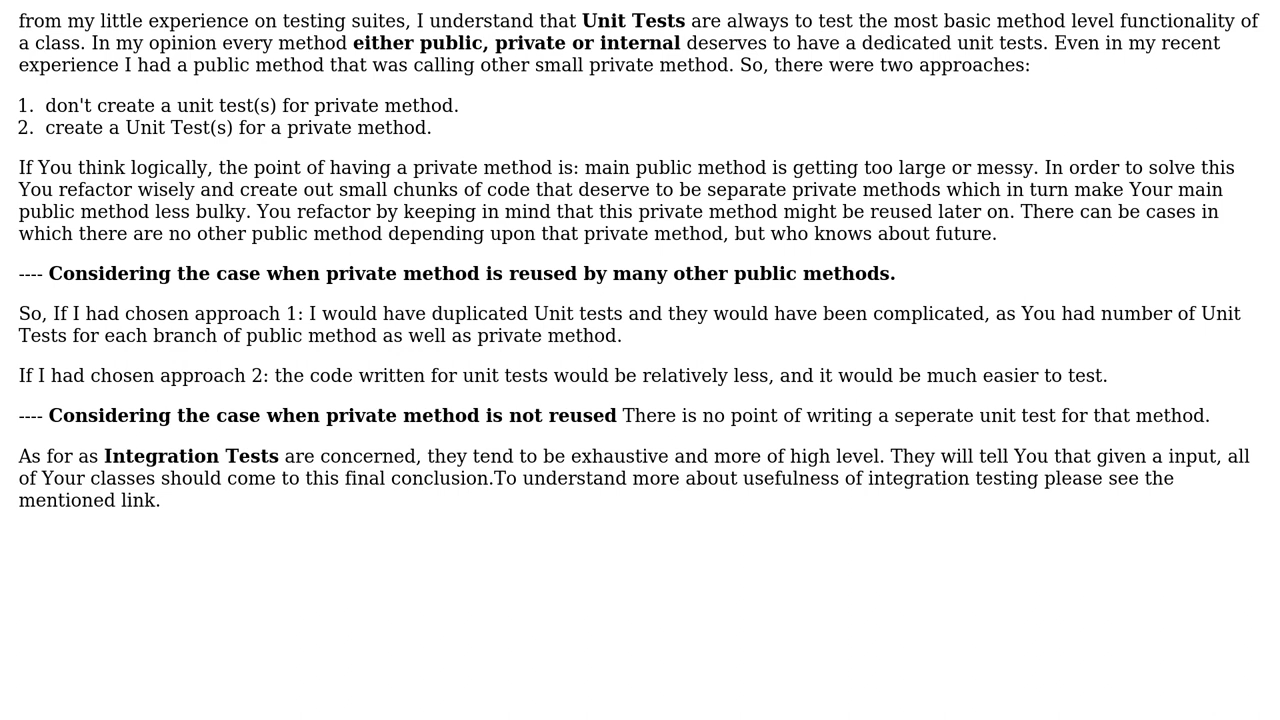 from my little experience on testing suites, I understand that Unit Tests are always to test the most basic method level functionality of
a class. In my opinion every method either public, private or internal deserves to have a dedicated unit tests. Even in my recent
experience I had a public method that was calling other small private method. So, there were two approaches:
1. don't create a unit test(s) for private method.
2. create a Unit Test(s) for a private method.
If You think logically, the point of having a private method is: main public method is getting too large or messy. In order to solve this
You refactor wisely and create out small chunks of code that deserve to be separate private methods which in turn make Your main
public method less bulky. You refactor by keeping in mind that this private method might be reused later on. There can be cases in
which there are no other public method depending upon that private method, but who knows about future.
---- Considering the case when private method is reused by many other public methods.
So, If I had chosen approach 1: I would have duplicated Unit tests and they would have been complicated, as You had number of Unit
Tests for each branch of public method as well as private method.
If I had chosen approach 2: the code written for unit tests would be relatively less, and it would be much easier to test.
---- Considering the case when private method is not reused There is no point of writing a seperate unit test for that method.
As for as Integration Tests are concerned, they tend to be exhaustive and more of high level. They will tell You that given a input, all
of Your classes should come to this final conclusion.To understand more about usefulness of integration testing please see the
mentioned link.